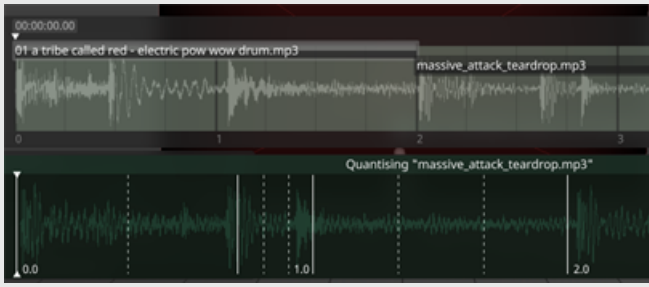 00:00:00.00
01 a tribe called red - electric pow wow drum.mp3
massive_attack_teardrop.mp3
0 1 2 3
Quantising "massive_attack_teardrop.mp3"
0.0 1.0 2.0